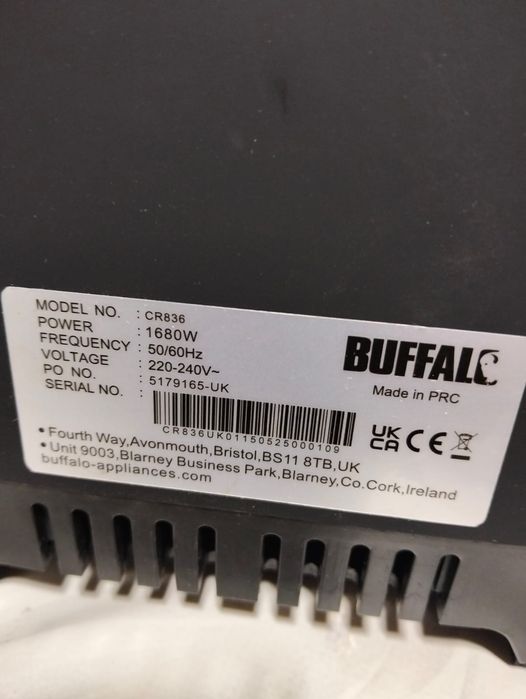 MODEL NO. : CR836
POWER : 1680W
FREQUENCY : 50/60Hz
VOLTAGE : 220-240V~
PO NO. : 5179165-UK
SERIAL NO. :
CR836UK01150525000109
BUFFALO
Made in PRC
UK CA CE
• Fourth Way,Avonmouth,Bristol,BS11 8TB,UK
• Unit 9003,Blarney Business Park,Blarney,Co.Cork,Ireland
buffalo-appliances.com